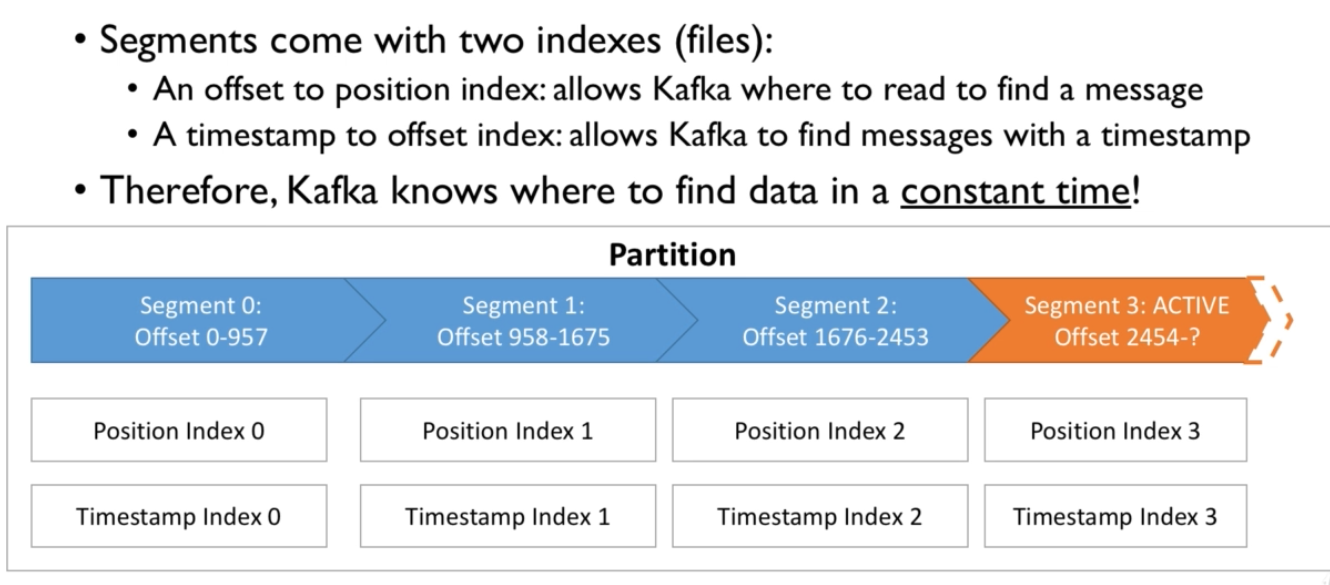 • Segments come with two indexes (files):
• An offset to position index: allows Kafka where to read to find a message
• A timestamp to offset index: allows Kafka to find messages with a timestamp
• Therefore, Kafka knows where to find data in a constant time!
Partition
Segment 0:
Offset 0-957
Segment 1:
Offset 958-1675
Segment 2:
Offset 1676-2453
Segment 3: ACTIVE
Offset 2454-?
Position Index 0
Position Index 1
Position Index 2
Position Index 3
Timestamp Index 0
Timestamp Index 1
Timestamp Index 2
Timestamp Index 3